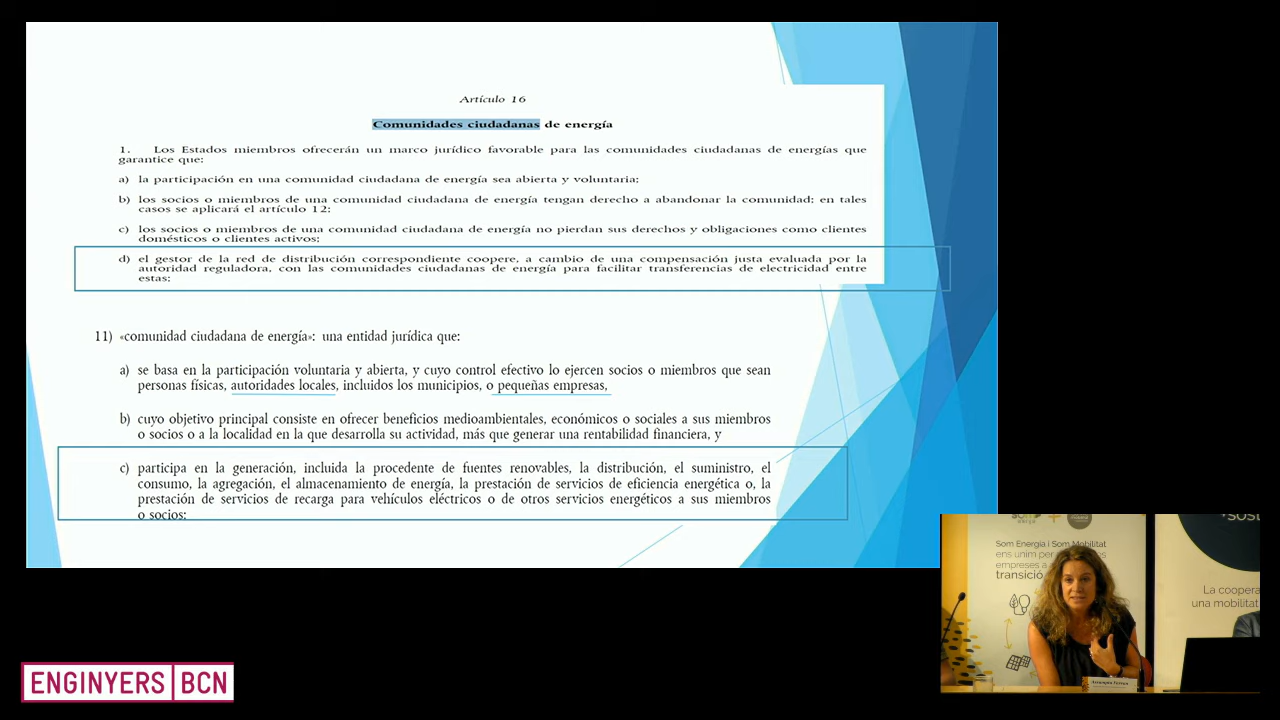 Artículo 16
Comunidades ciudadanas de energía
1. Los Estados miembros ofrecerán un marco jurídico favorable para las comunidades ciudadanas de energías que
garantice que:
a) la participación en una comunidad ciudadana de energía sea abierta y voluntaria;
b) los socios o miembros de una comunidad ciudadana de energía tengan derecho a abandonar la comunidad; en tales
casos se aplicará el artículo 12;
c) los socios o miembros de una comunidad ciudadana de energía no pierdan sus derechos y obligaciones como clientes
domésticos o clientes activos;
d) el gestor de la red de distribución correspondiente coopere, a cambio de una compensación justa evaluada por la
autoridad reguladora, con las comunidades ciudadanas de energía para facilitar transferencias de electricidad entre
estas;
11) «comunidad ciudadana de energía»: una entidad jurídica que:
a) se basa en la participación voluntaria y abierta, y cuyo control efectivo lo ejercen socios o miembros que sean
personas físicas, autoridades locales, incluidos los municipios, o pequeñas empresas,
b) cuyo objetivo principal consiste en ofrecer beneficios medioambientales, económicos o sociales a sus miembros
o socios o a la localidad en la que desarrolla su actividad, más que generar una rentabilidad financiera, y
c) participa en la generación, incluida la procedente de fuentes renovables, la distribución, el suministro, el
consumo, la agregación, el almacenamiento de energía, la prestación de servicios de eficiencia energética o, la
prestación de servicios de recarga para vehículos eléctricos o de otros servicios energéticos a sus miembros
o socios;
Som Energia i Som Mobilitat
ens unim per
empreses a
transició
La coopera
una mobilitat
ENGINYERS BCN